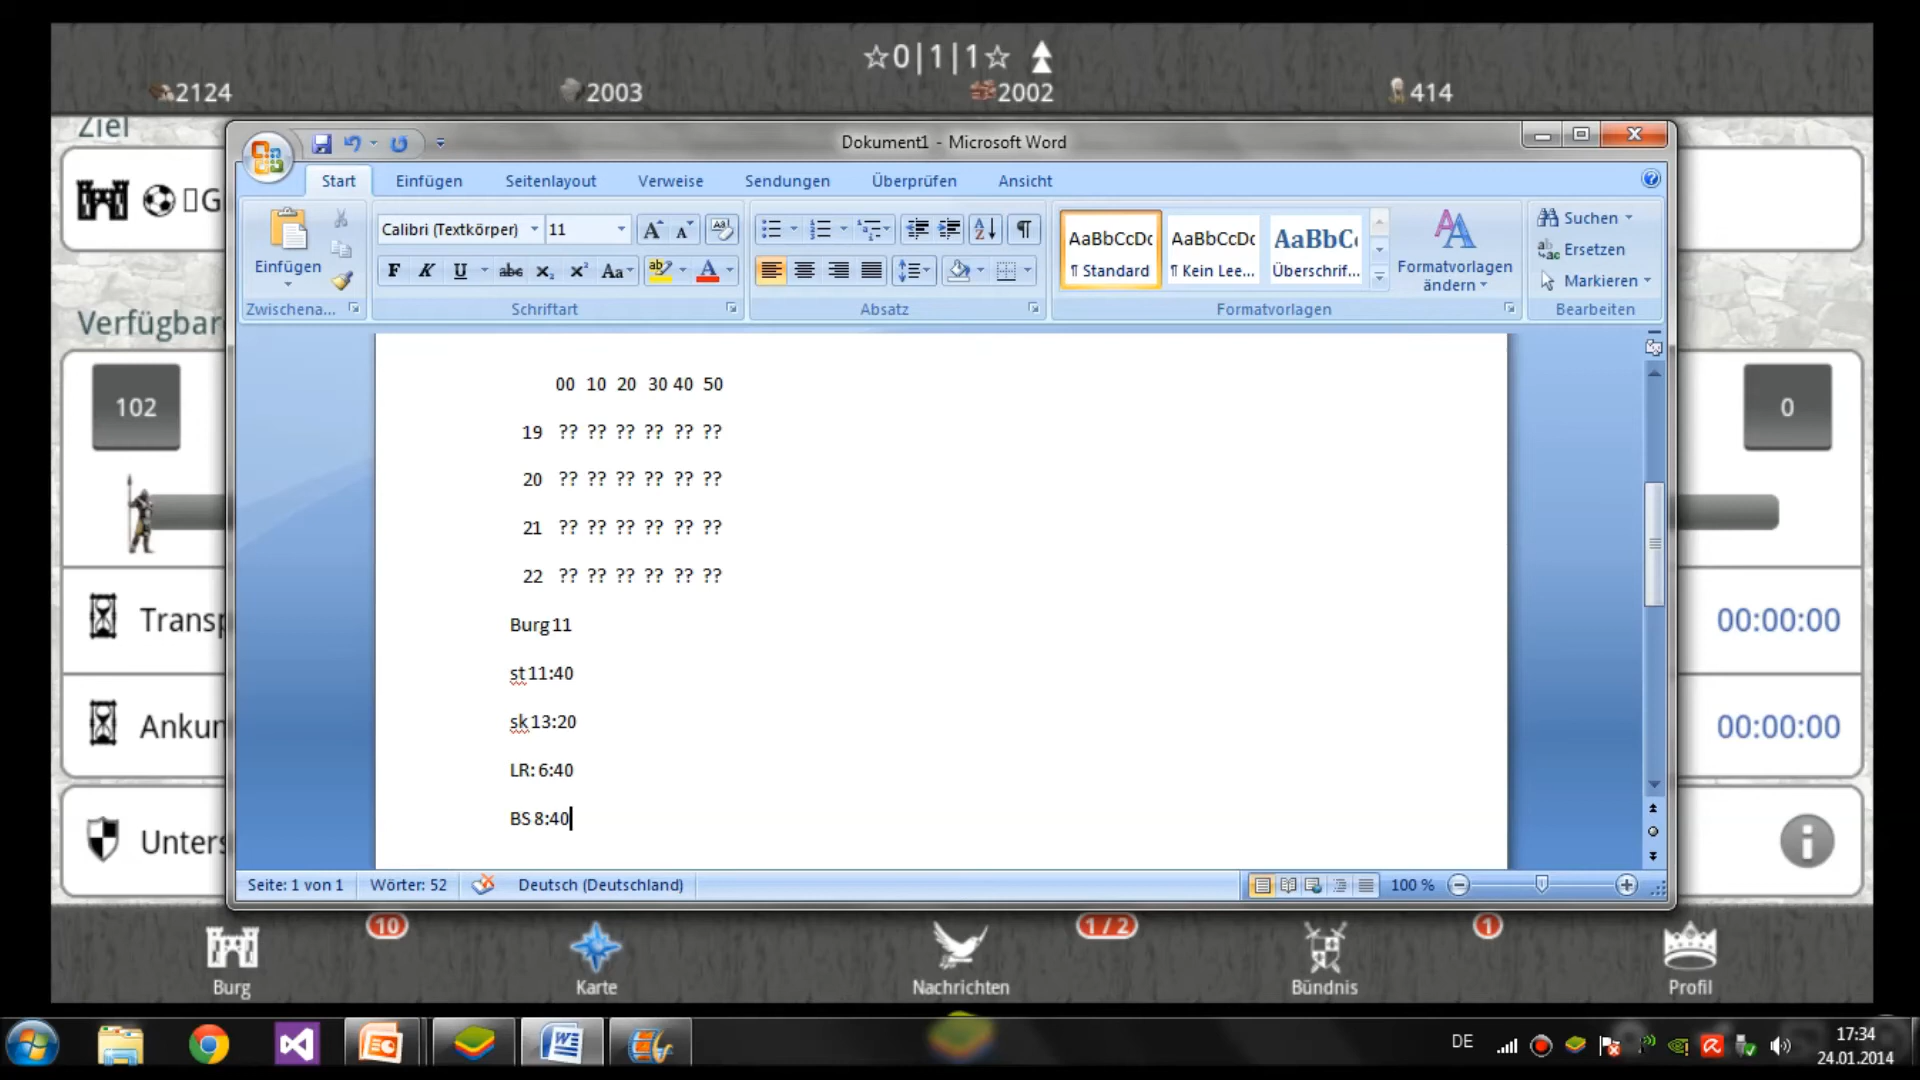 ☆0|1|1☆
2124 2003 2002 414
Ziel
Dokument1 - Microsoft Word
Start Einfügen Seitenlayout Verweise Sendungen Überprüfen Ansicht
G
Einfügen
Calibri (Textkörper) 11
F K U abc x₂ x² Aa ab A
AaBbCcDc AaBbCcDc AaBbC
¶ Standard ¶ Kein Lee... Überschrif...
Formatvorlagen
ändern
Suchen
Ersetzen
Markieren
Zwischena... Schriftart Absatz Formatvorlagen Bearbeiten
Verfügbar
102
0
00 10 20 30 40 50
19 ?? ?? ?? ?? ?? ??
20 ?? ?? ?? ?? ?? ??
21 ?? ?? ?? ?? ?? ??
22 ?? ?? ?? ?? ?? ??
Burg 11
st 11:40
sk 13:20
LR: 6:40
BS 8:40
Transp
00:00:00
Ankun
00:00:00
Unters
Seite: 1 von 1 Wörter: 52 Deutsch (Deutschland) 100 %
10 1 / 2 1
Burg Karte Nachrichten Bündnis Profil
DE
17:34
24.01.2014